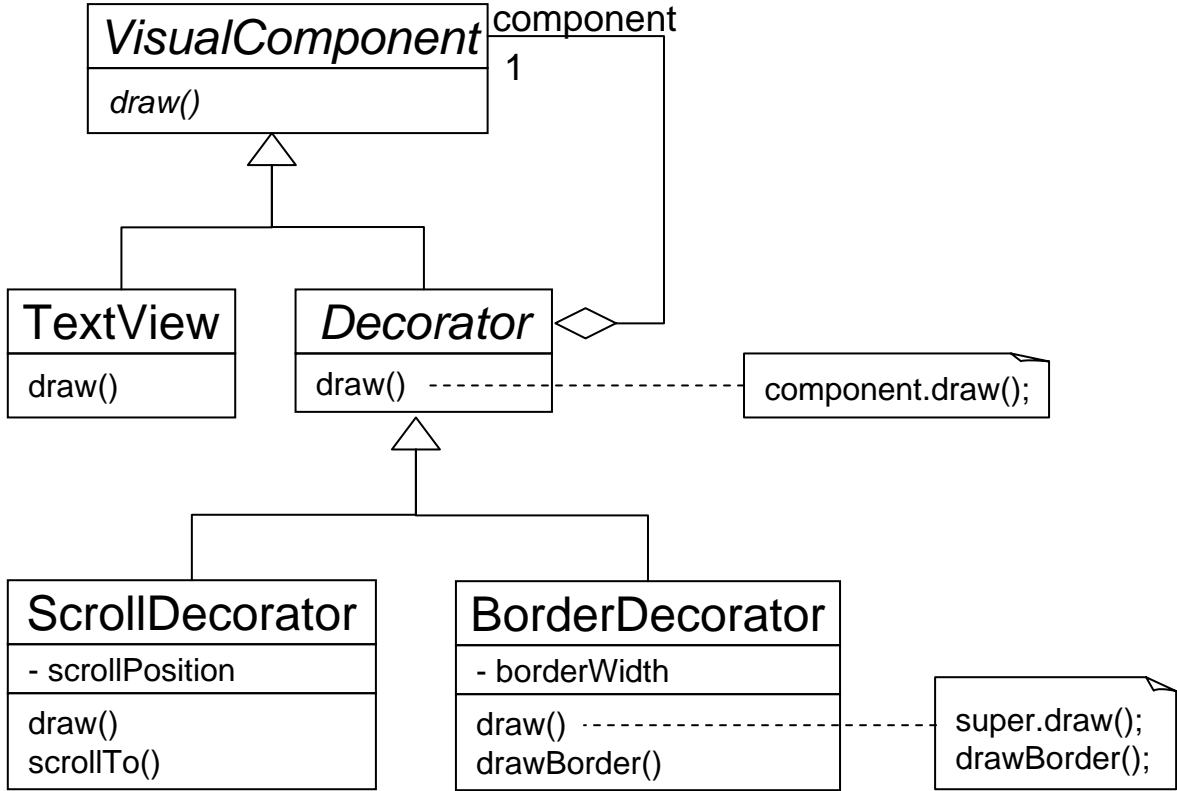 VisualComponent
component
1
draw()
TextView
draw()
Decorator
draw()
component.draw();
ScrollDecorator
- scrollPosition
draw()
scrollTo()
BorderDecorator
- borderWidth
draw()
drawBorder()
super.draw();
drawBorder();